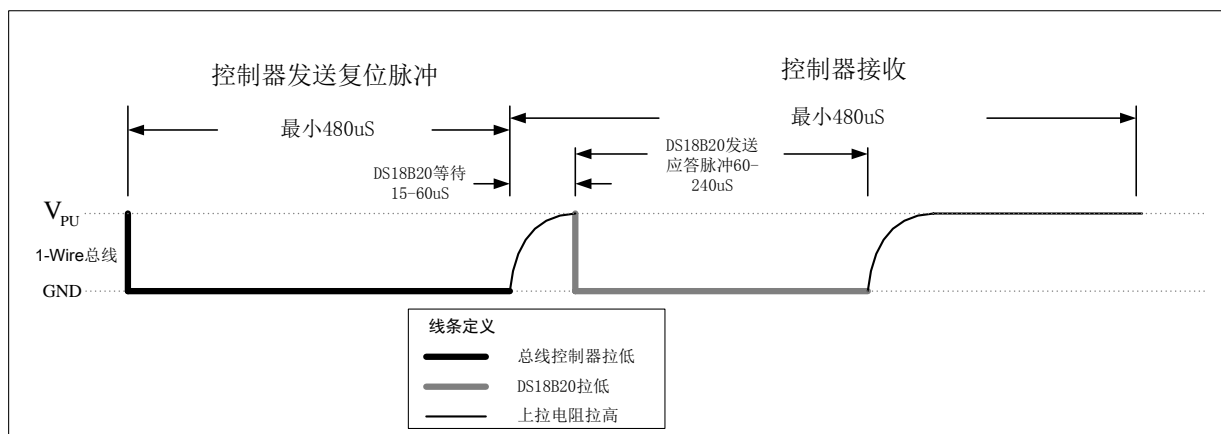 控制器发送复位脉冲
控制器接收
最小480uS
最小480uS
DS18B20等待
15-60uS
DS18B20发送
应答脉冲60-
240uS
VPU
1-Wire总线
GND
线条定义
总线控制器拉低
DS18B20拉低
上拉电阻拉高